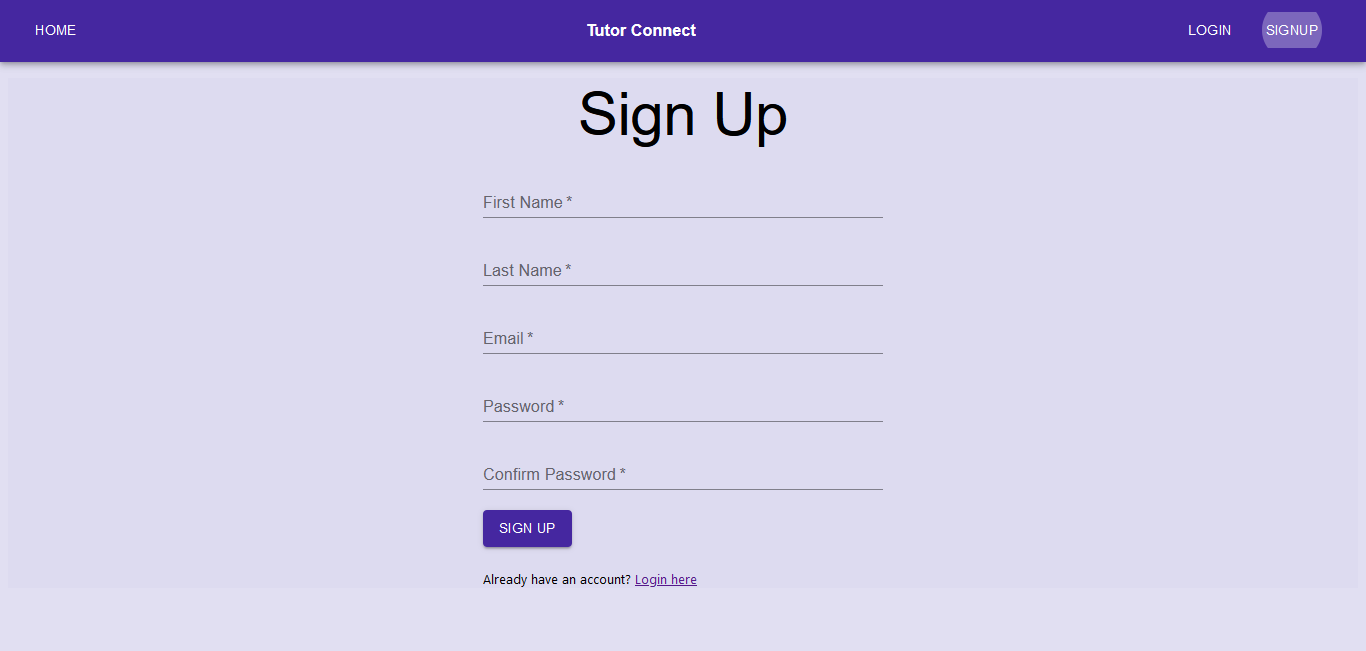 HOME
Tutor Connect
LOGIN
SIGNUP
Sign Up
First Name *
Last Name *
Email *
Password *
Confirm Password *
SIGN UP
Already have an account? Login here